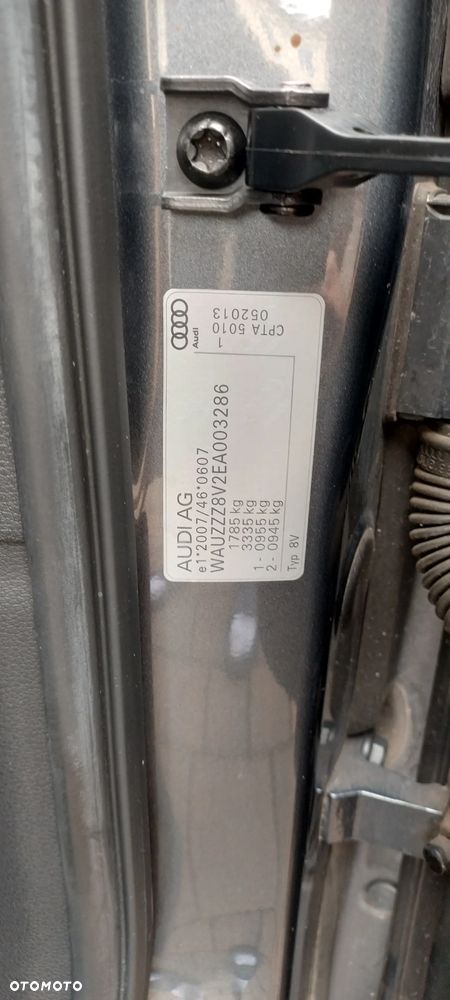 AUDI AG
e1*2007/46*0607
WAUZZZ8V2EA003286
1785 kg
3335 kg
1 - 0955 kg
2 - 0945 kg
Typ 8V
Audi
1
CPTA 5010
052013
OTOMOTO